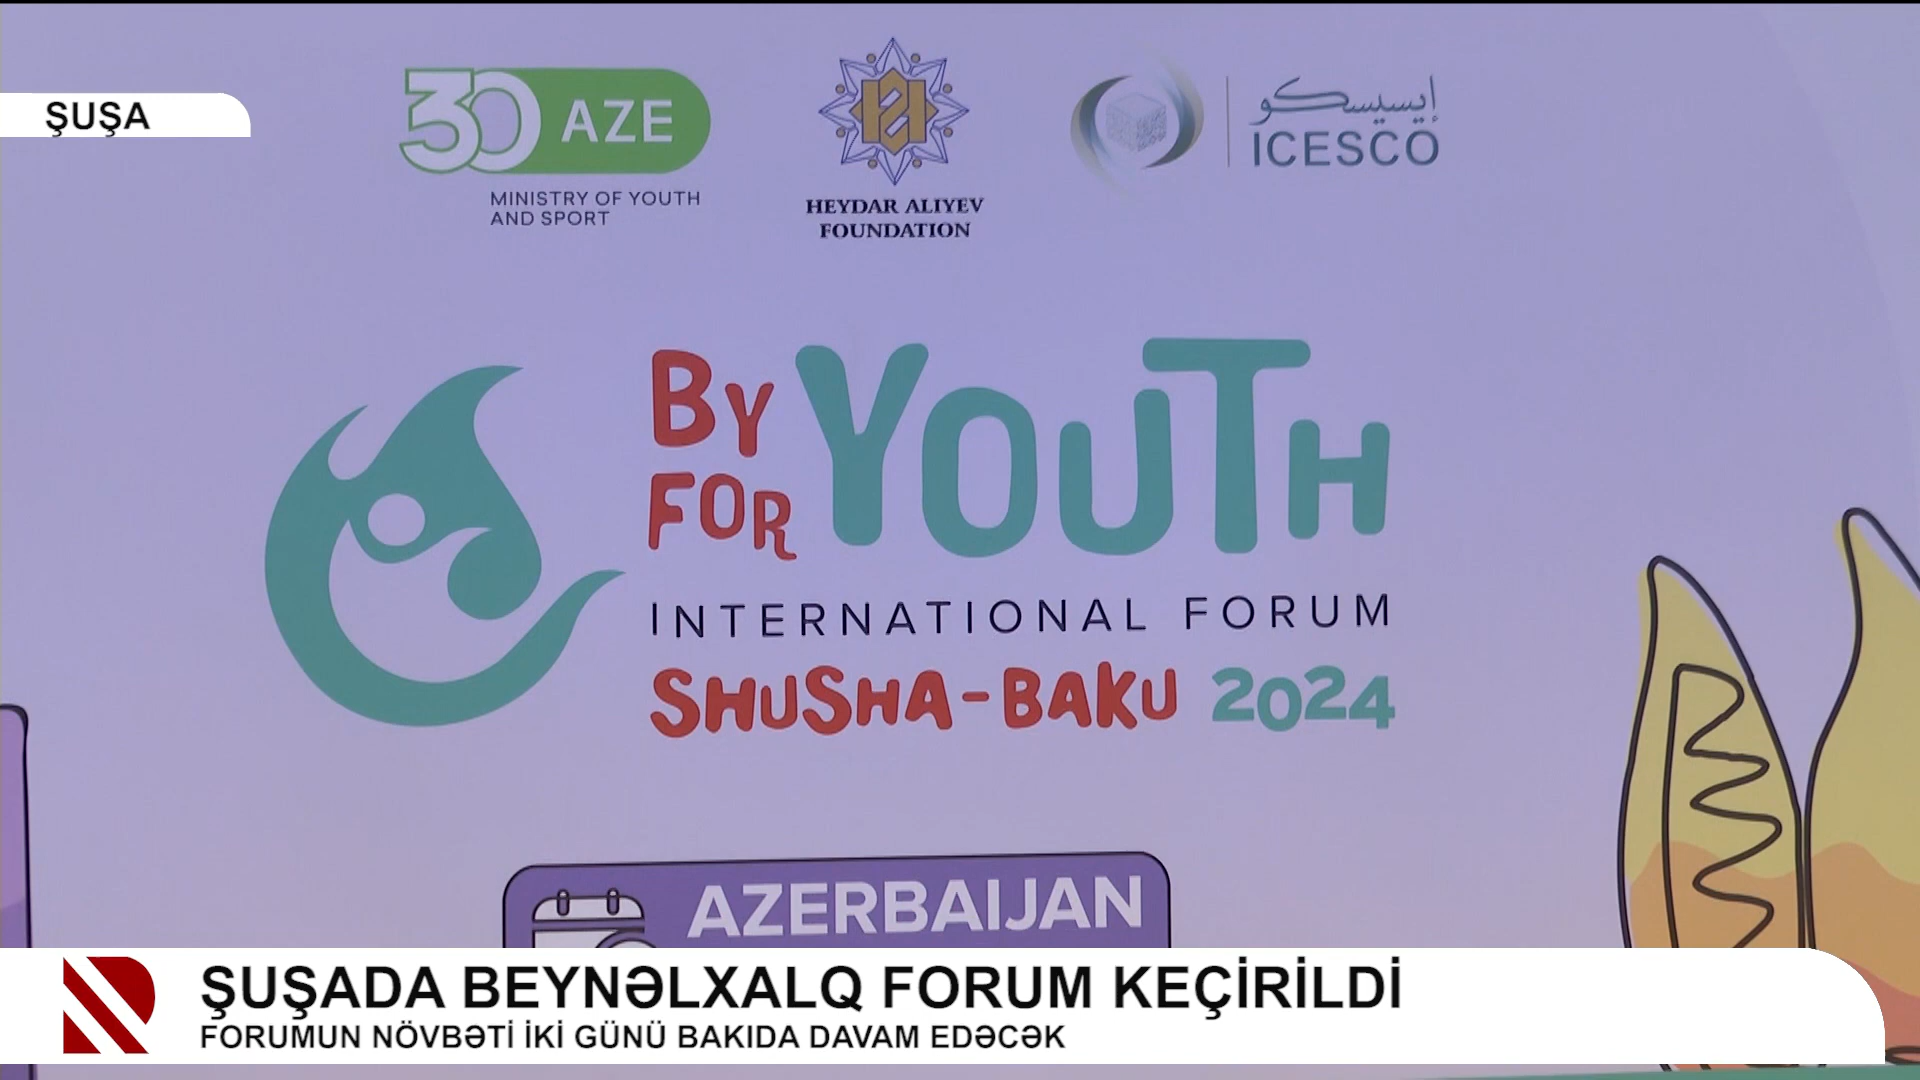 ŞUŞA
30 AZE
MINISTRY OF YOUTH
AND SPORT
HEYDAR ALIYEV
FOUNDATION
إيسيسكو
ICESCO
BY
FOR
YOUTH
INTERNATIONAL FORUM
SHUSHA-BAKU 2024
AZERBAIJAN
ŞUŞADA BEYNƏLXALQ FORUM KEÇİRİLDİ
FORUMUN NÖVBƏTİ İKİ GÜNÜ BAKIDA DAVAM EDƏCƏK